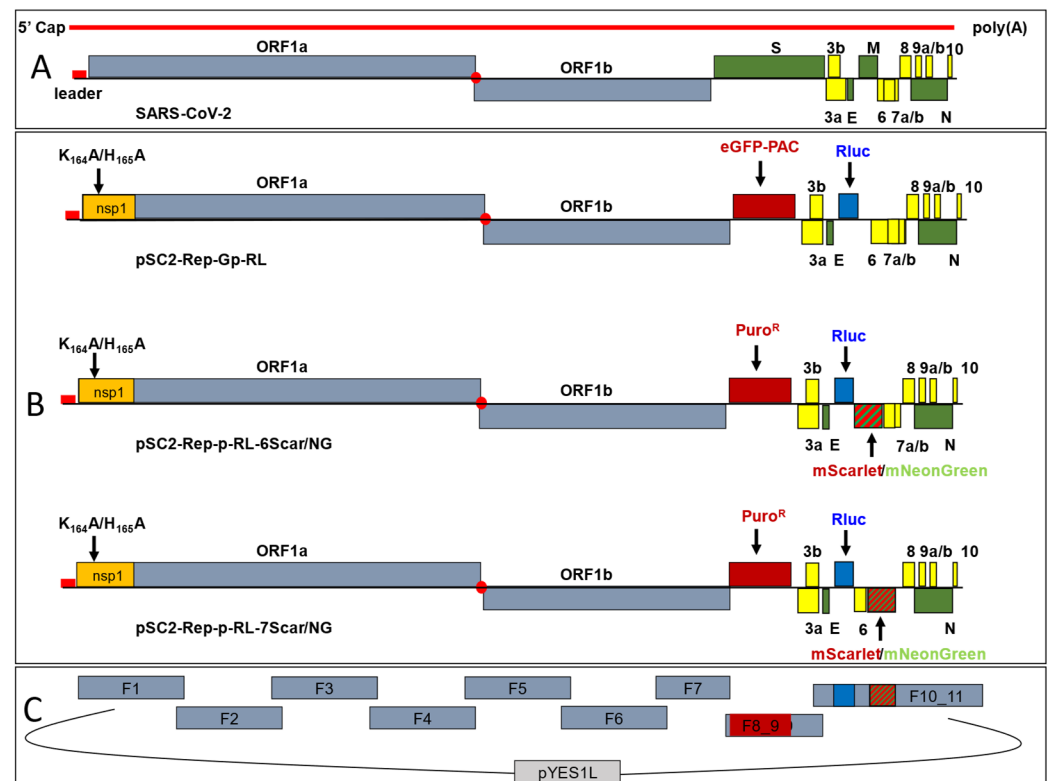 5' Cap poly(A)
ORF1a S 3b M 8 9a/b 10
A ORF1b
leader 3a E 6 7a/b N
SARS-CoV-2
K₁₆₄A/H₁₆₅A eGFP-PAC Rluc
ORF1a 3b 8 9a/b 10
nsp1 ORF1b
3a E 6 7a/b N
pSC2-Rep-Gp-RL
K₁₆₄A/H₁₆₅A Puroᴿ Rluc
ORF1a 3b 8 9a/b 10
B nsp1 ORF1b
pSC2-Rep-p-RL-6Scar/NG 3a E 7a/b N
mScarlet/mNeonGreen
K₁₆₄A/H₁₆₅A Puroᴿ Rluc
ORF1a 3b 8 9a/b 10
nsp1 ORF1b
pSC2-Rep-p-RL-7Scar/NG 3a E 6 N
mScarlet/mNeonGreen
C F1 F3 F5 F7 F10_11
F2 F4 F6 F8_9
pYES1L